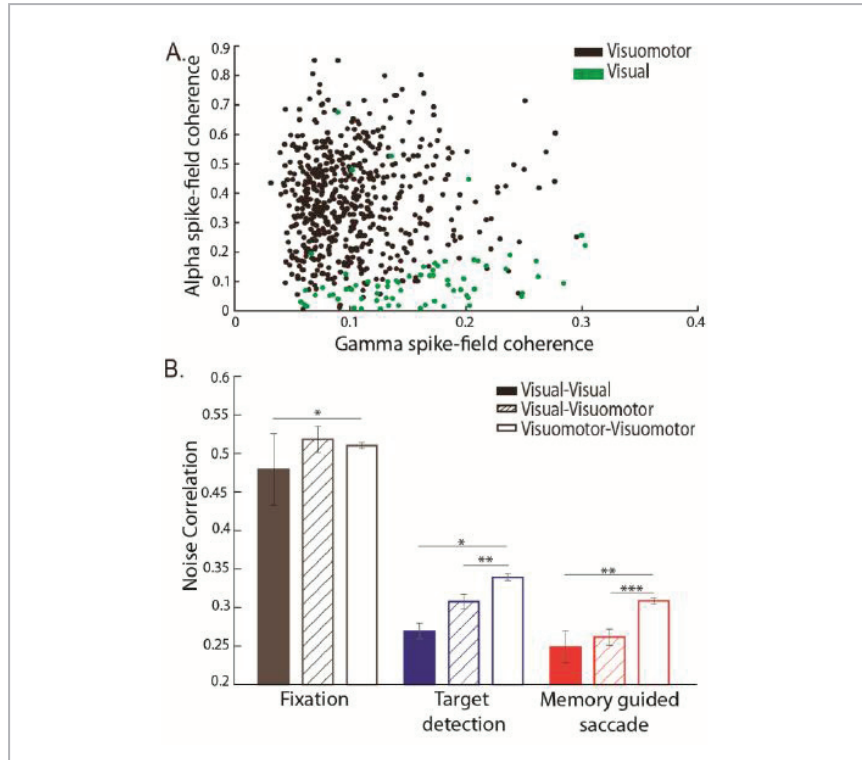 A.
0.9
0.8
0.7
0.6
0.5
0.4
0.3
0.2
0.1
0
Alpha spike-field coherence
Visuomotor
Visual
0 0.1 0.2 0.3 0.4
Gamma spike-field coherence
B.
0.6
0.55
0.5
0.45
0.4
0.35
0.3
0.25
0.2
Noise Correlation
Visual-Visual
Visual-Visuomotor
Visuomotor-Visuomotor
*
*
**
**
***
Fixation
Target
detection
Memory guided
saccade